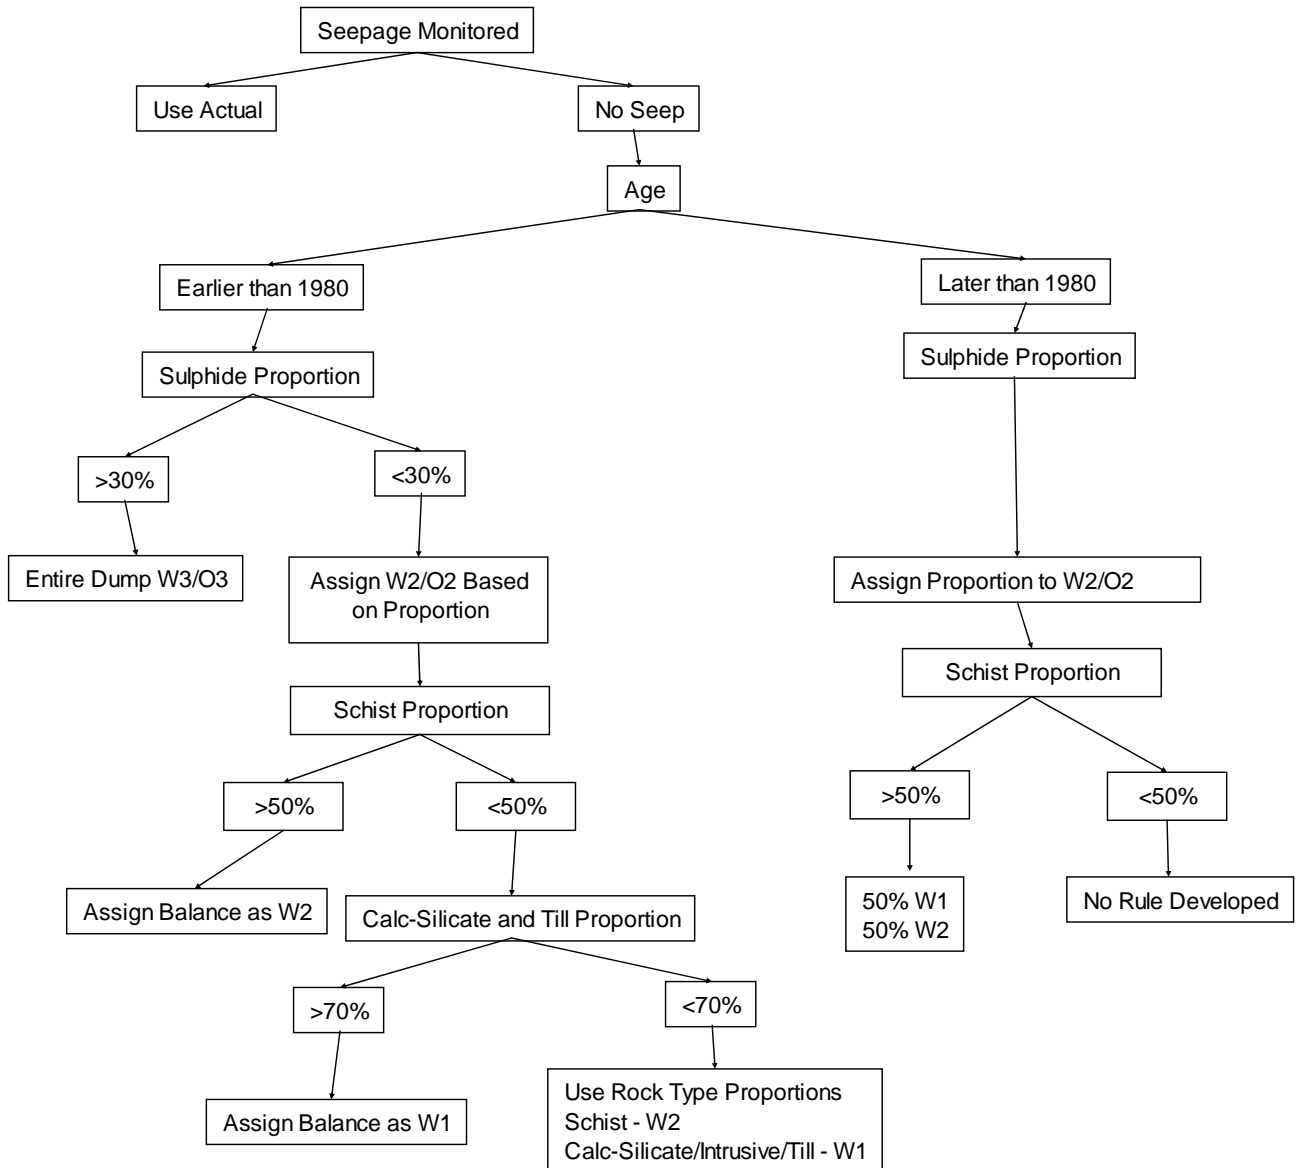 Seepage Monitored
Use Actual
No Seep
Age
Earlier than 1980
Later than 1980
Sulphide Proportion
Sulphide Proportion
>30%
<30%
Entire Dump W3/O3
Assign W2/O2 Based
on Proportion
Assign Proportion to W2/O2
Schist Proportion
Schist Proportion
>50%
<50%
>50%
<50%
Assign Balance as W2
Calc-Silicate and Till Proportion
50% W1
50% W2
No Rule Developed
>70%
<70%
Assign Balance as W1
Use Rock Type Proportions
Schist - W2
Calc-Silicate/Intrusive/Till - W1